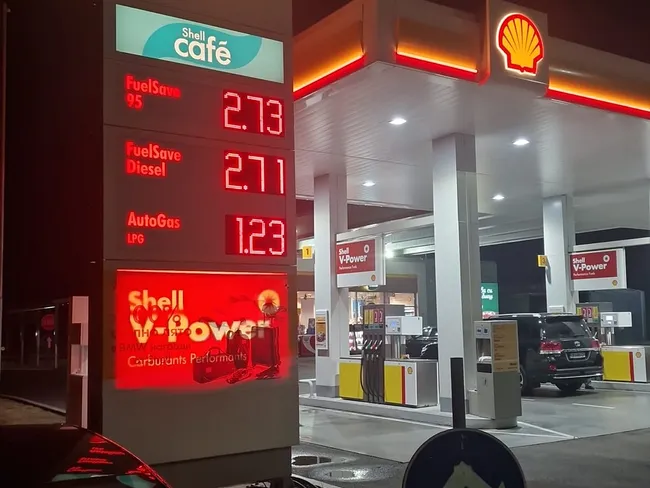 Shell
café
FuelSave
95
2.73
FuelSave
Diesel
2.71
AutoGas
LPG
1.23
Shell
V-Power
Carburants Performants
Shell
V-Power
1
Shell
V-Power